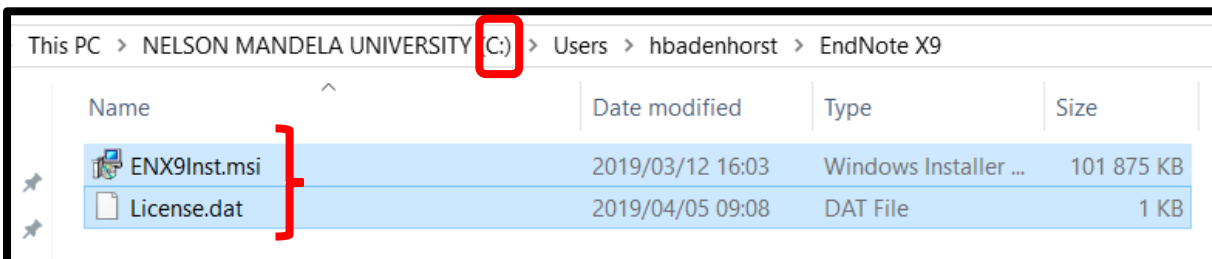 This PC > NELSON MANDELA UNIVERSITY (C:) > Users > hbadenhorst > EndNote X9
Name Date modified Type Size
ENX9Inst.msi 2019/03/12 16:03 Windows Installer ... 101 875 KB
License.dat 2019/04/05 09:08 DAT File 1 KB